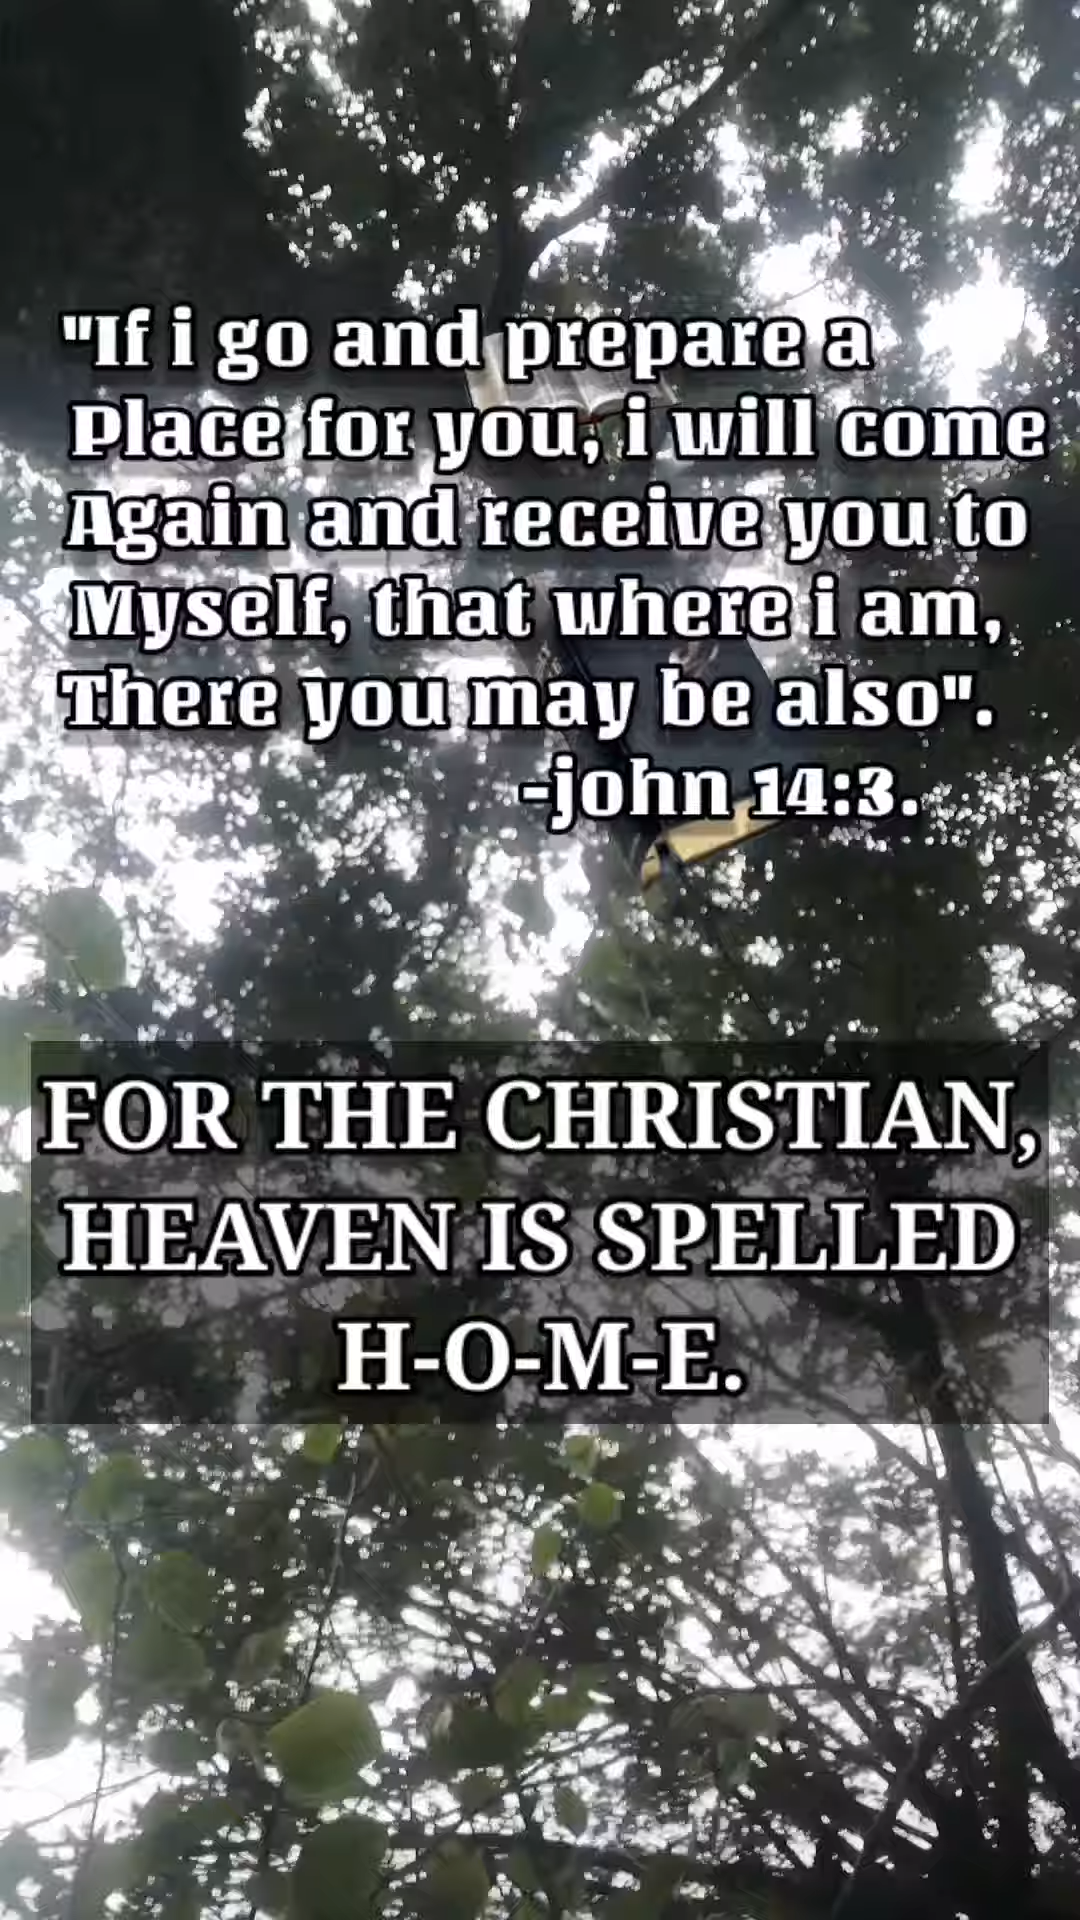 "If i go and prepare a
Place for you, i will come
Again and receive you to
Myself, that where i am,
There you may be also".
-john 14:3.
FOR THE CHRISTIAN,
HEAVEN IS SPELLED
H-O-M-E.